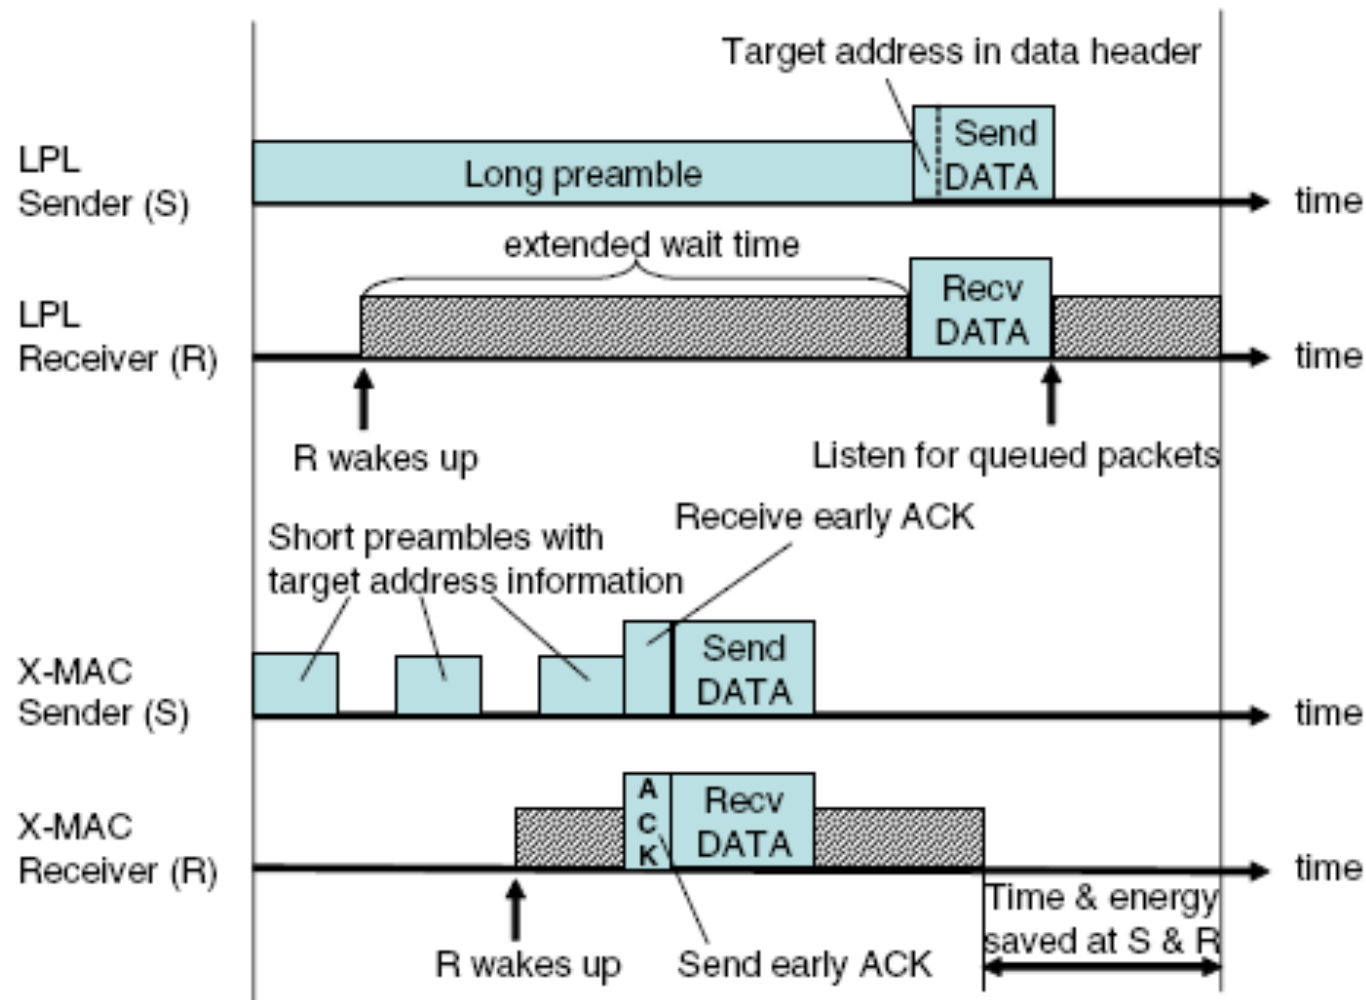 Target address in data header
LPL
Sender (S)
Long preamble
Send
DATA
time
extended wait time
LPL
Receiver (R)
Recv
DATA
time
R wakes up
Listen for queued packets
Receive early ACK
Short preambles with
target address information
X-MAC
Sender (S)
Send
DATA
time
X-MAC
Receiver (R)
A
C
K
Recv
DATA
time
Time & energy
saved at S & R
R wakes up
Send early ACK